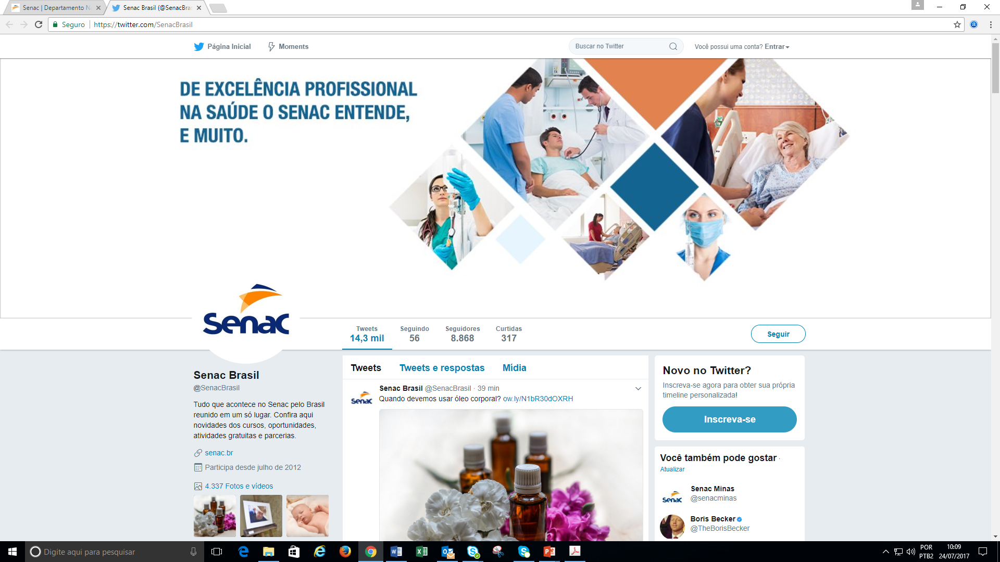 Senac | Departamento Na
Senac Brasil (@SenacBras
Seguro
https://twitter.com/SenacBrasil
Página Inicial
Moments
Buscar no Twitter
Você possui uma conta? Entrar
DE EXCELÊNCIA PROFISSIONAL
NA SAÚDE O SENAC ENTENDE,
E MUITO.
Senac
Tweets
14,3 mil
Seguindo
56
Seguidores
8.868
Curtidas
317
Seguir
Senac Brasil
@SenacBrasil
Tudo que acontece no Senac pelo Brasil
reunido em um só lugar. Confira aqui
novidades dos cursos, oportunidades,
atividades gratuitas e parcerias.
senac.br
Participa desde julho de 2012
4.337 Fotos e vídeos
Tweets
Tweets e respostas
Mídia
Senac
Senac Brasil @SenacBrasil · 39 min
Quando devemos usar óleo corporal? ow.ly/N1bR30dOXRH
Novo no Twitter?
Inscreva-se agora para obter sua própria
timeline personalizada!
Inscreva-se
Você também pode gostar ·
Atualizar
Senac
Senac Minas
@senacminas
Boris Becker
@TheBorisBecker
Digite aqui para pesquisar
POR
PTB2
10:09
24/07/2017